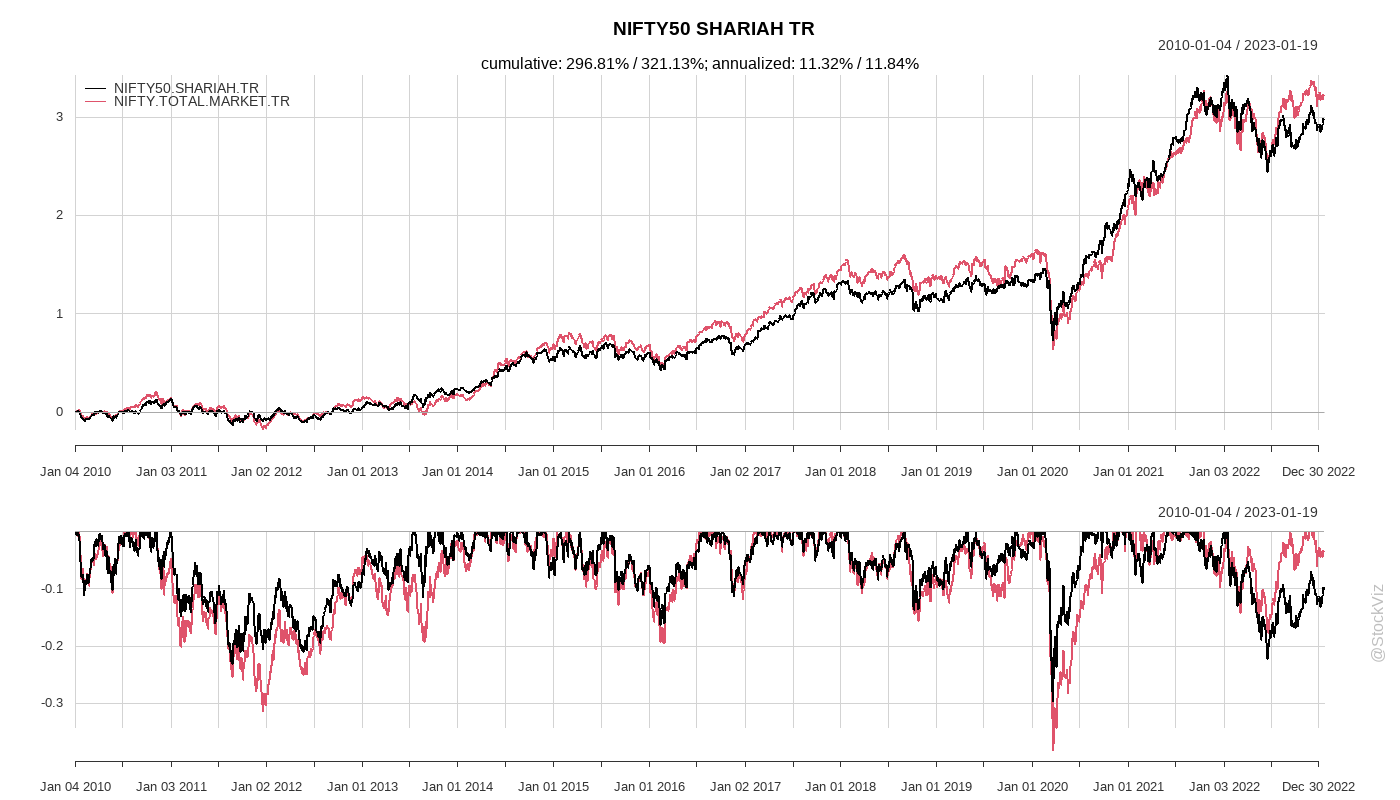 NIFTY50 SHARIAH TR
2010-01-04 / 2023-01-19
cumulative: 296.81% / 321.13%; annualized: 11.32% / 11.84%
NIFTY50.SHARIAH.TR
NIFTY.TOTAL.MARKET.TR
3
2
1
0
Jan 04 2010 Jan 03 2011 Jan 02 2012 Jan 01 2013 Jan 01 2014 Jan 01 2015 Jan 01 2016 Jan 02 2017 Jan 01 2018 Jan 01 2019 Jan 01 2020 Jan 01 2021 Jan 03 2022 Dec 30 2022
2010-01-04 / 2023-01-19
-0.1
-0.2
-0.3
Jan 04 2010 Jan 03 2011 Jan 02 2012 Jan 01 2013 Jan 01 2014 Jan 01 2015 Jan 01 2016 Jan 02 2017 Jan 01 2018 Jan 01 2019 Jan 01 2020 Jan 01 2021 Jan 03 2022 Dec 30 2022
@StockViz